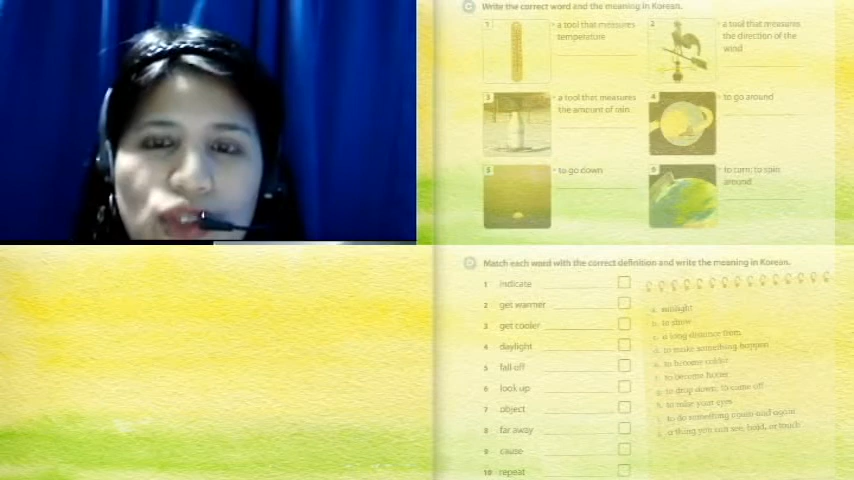 C Write the correct word and the meaning in Korean.
1
a tool that measures
temperature
2
a tool that measures
the direction of the
wind
3
a tool that measures
the amount of rain
4
to go around
5
to go down
6
to turn; to spin
around
D Match each word with the correct definition and write the meaning in Korean.
1 indicate
2 get warmer
3 get cooler
4 daylight
5 fall off
6 look up
7 object
8 far away
9 cause
10 repeat
a. sunlight
b. to show
c. a long distance from
d. to make something happen
e. to become colder
f. to become hotter
g. to drop down; to come off
h. to raise your eyes
i. to do something again and again
j. a thing you can see, hold, or touch